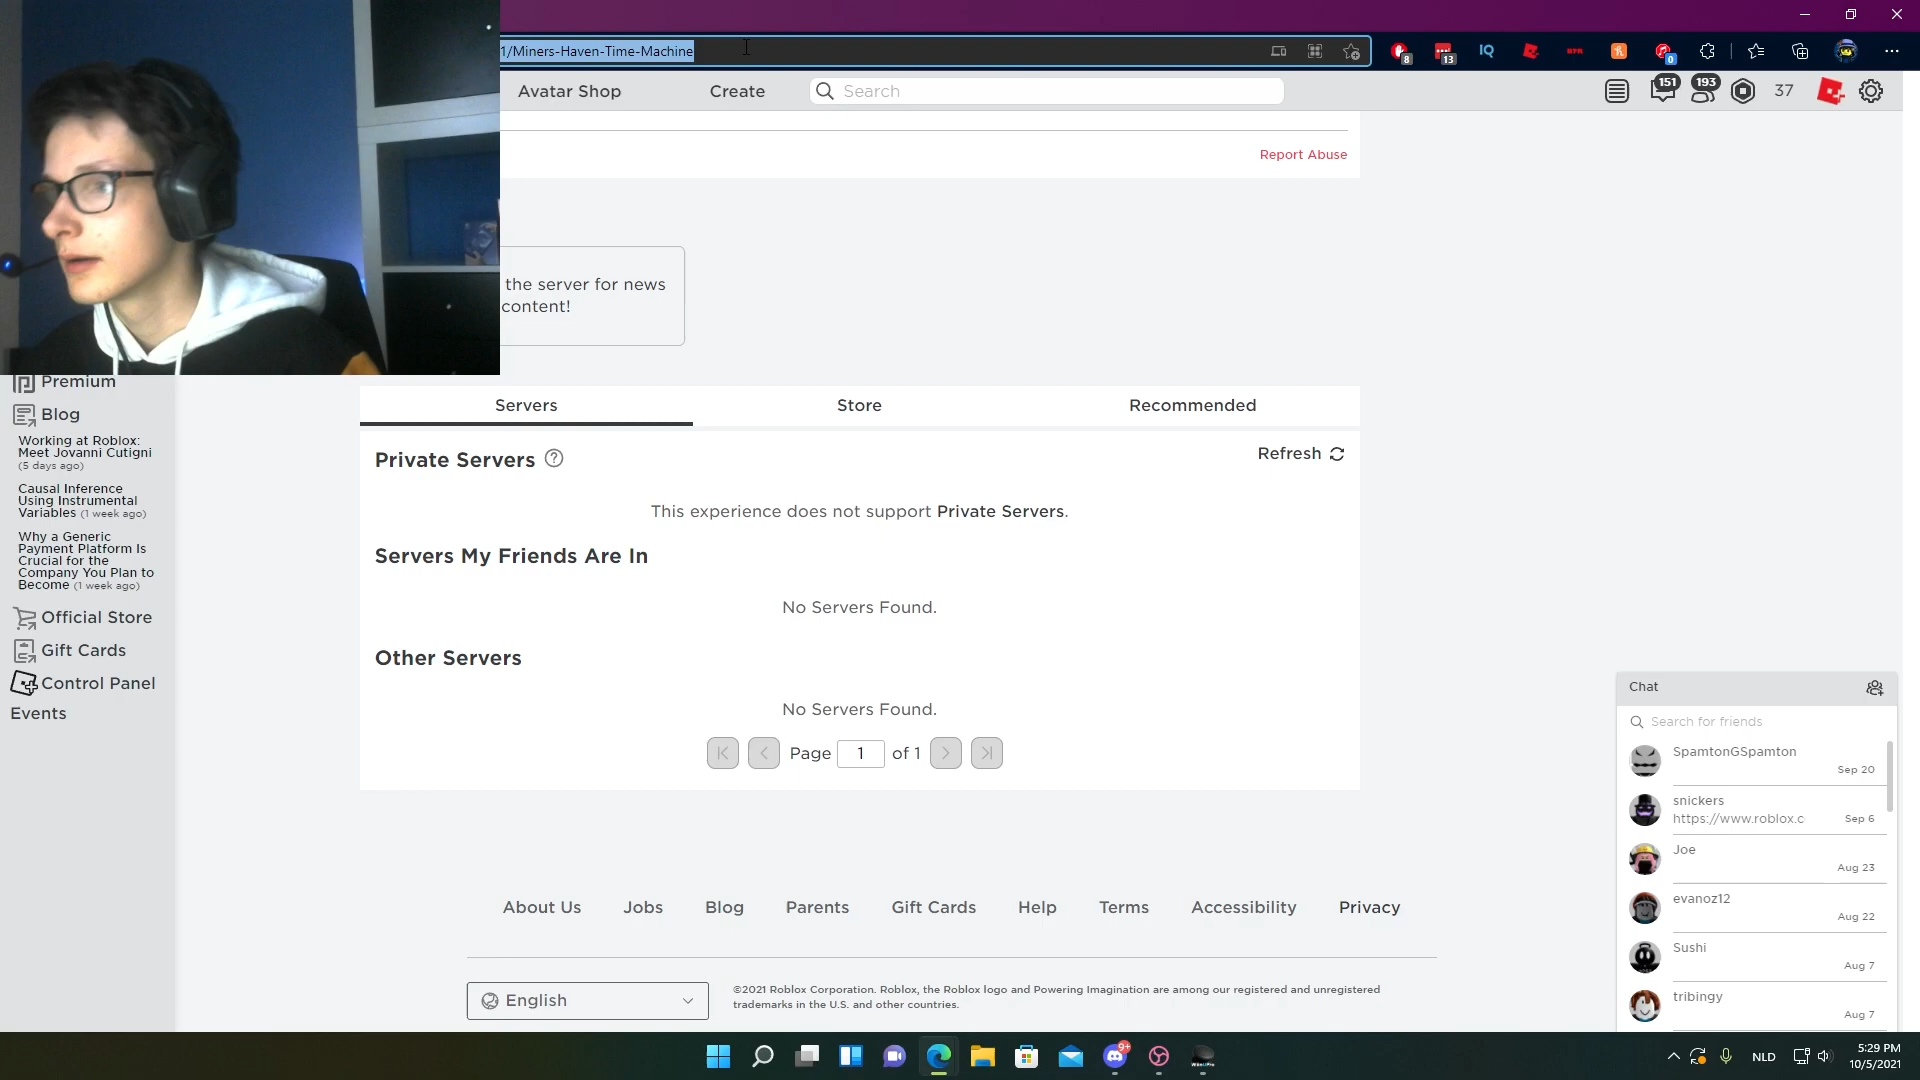 1/Miners-Haven-Time-Machine
8
13
IQ
0
Avatar Shop
Create
Search
151
193
37
Report Abuse
the server for news
content!
Premium
Blog
Working at Roblox:
Meet Jovanni Cutigni
(5 days ago)
Causal Inference
Using Instrumental
Variables (1 week ago)
Why a Generic
Payment Platform Is
Crucial for the
Company You Plan to
Become (1 week ago)
Official Store
Gift Cards
Control Panel
Events
Servers
Store
Recommended
Private Servers
Refresh
This experience does not support Private Servers.
Servers My Friends Are In
No Servers Found.
Other Servers
No Servers Found.
Page 1 of 1
Chat
Search for friends
SpamtonGSpamton
Sep 20
snickers
https://www.roblox.c
Sep 6
Joe
Aug 23
evanoz12
Aug 22
Sushi
Aug 7
tribingy
Aug 7
About Us
Jobs
Blog
Parents
Gift Cards
Help
Terms
Accessibility
Privacy
English
©2021 Roblox Corporation. Roblox, the Roblox logo and Powering Imagination are among our registered and unregistered
trademarks in the U.S. and other countries.
9+
NLD
5:29 PM
10/5/2021